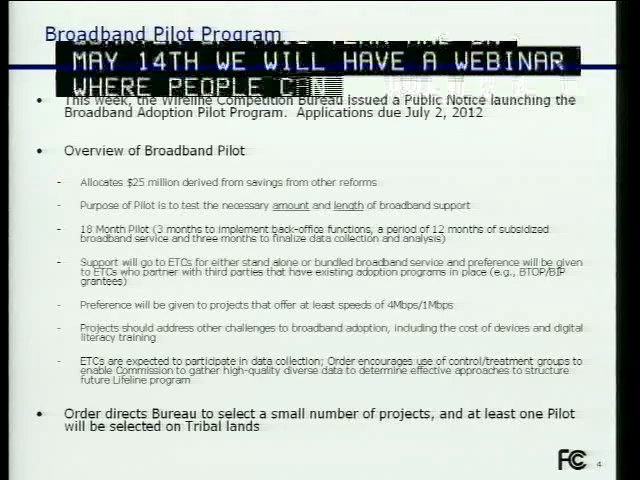 Broadband Pilot Program
QUARTER OF THIS YEAR AND ON
MAY 14TH WE WILL HAVE A WEBINAR
WHERE PEOPLE CAN
• This Week, the Wireline Competition Bureau issued a Public Notice launching the
Broadband Adoption Pilot Program. Applications due July 2, 2012
• Overview of Broadband Pilot
- Allocates $25 million derived from savings from other reforms
- Purpose of Pilot is to test the necessary amount and length of broadband support
- 18 Month Pilot (3 months to implement back-office functions, a period of 12 months of subsidized
broadband service and three months to finalize data collection and analysis)
- Support will go to ETCs for either stand alone or bundled broadband service and preference will be given
to ETCs who partner with third parties that have existing adoption programs in place (e.g., BTOP/BIP
grantees)
- Preference will be given to projects that offer at least speeds of 4Mbps/1Mbps
- Projects should address other challenges to broadband adoption, including the cost of devices and digital
literacy training
- ETCs are expected to participate in data collection; Order encourages use of control/treatment groups to
enable Commission to gather high-quality diverse data to determine effective approaches to structure
future Lifeline program
• Order directs Bureau to select a small number of projects, and at least one Pilot
will be selected on Tribal lands
FCC 4